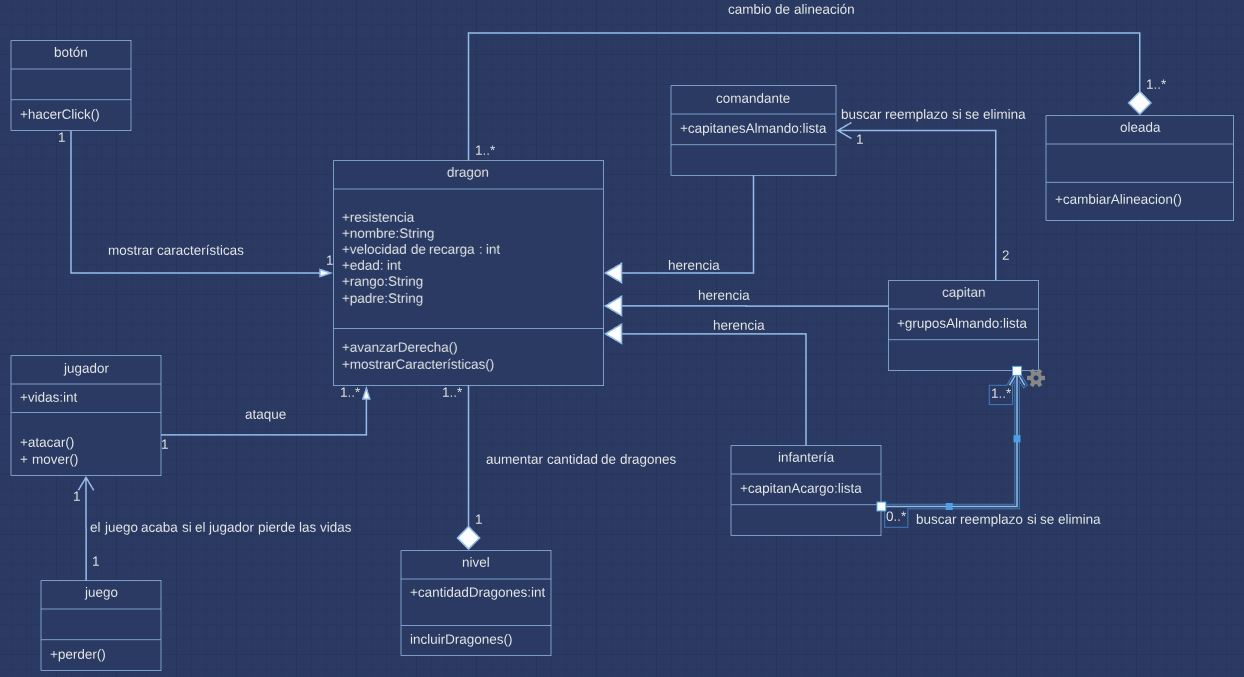 cambio de alineación
botón
+hacerClick()
1
mostrar características
1
1..*
dragon
+resistencia
+nombre:String
+velocidad de recarga : int
+edad: int
+rango:String
+padre:String
+avanzarDerecha()
+mostrarCaracterísticas()
1..*
1..*
comandante
+capitanesAlmando:lista
buscar reemplazo si se elimina
1
1..*
oleada
+cambiarAlineacion()
herencia
herencia
herencia
2
capitan
+gruposAlmando:lista
1..*
jugador
+vidas:int
+atacar()
+ mover()
1
ataque
1
el juego acaba si el jugador pierde las vidas
1
juego
+perder()
aumentar cantidad de dragones
1
nivel
+cantidadDragones:int
incluirDragones()
infantería
+capitanAcargo:lista
0..*
buscar reemplazo si se elimina